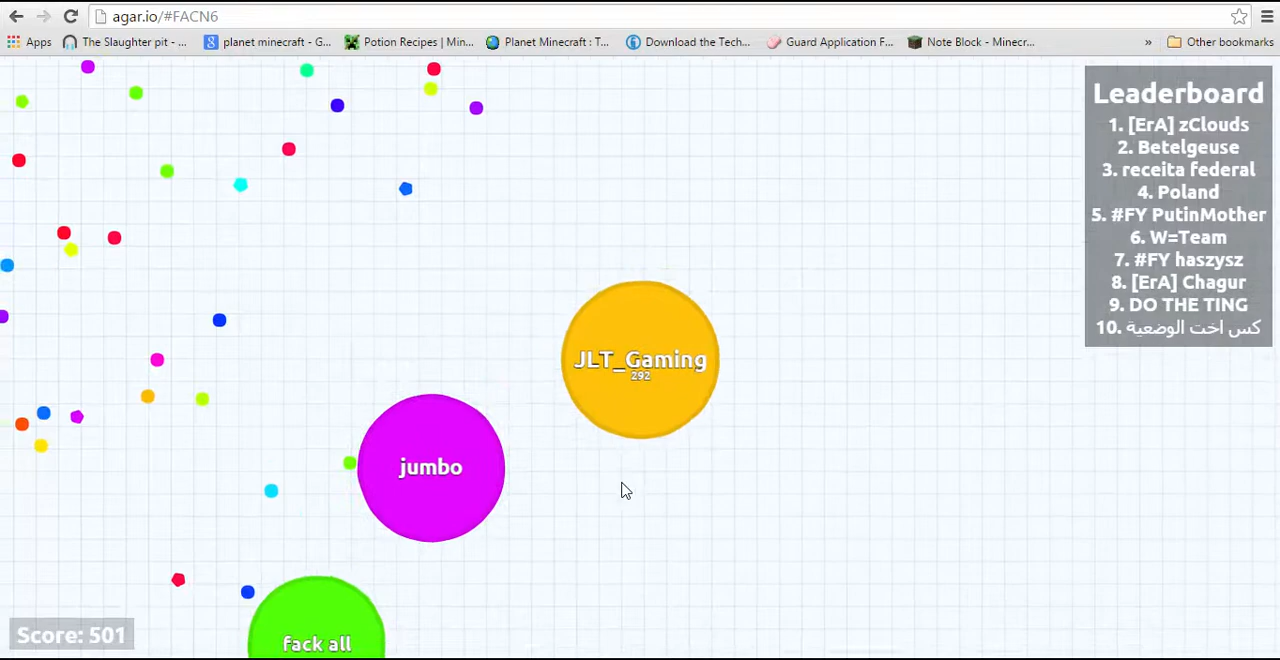 agar.io/#FACN6
Apps
The Slaughter pit - ...
planet minecraft - G...
Potion Recipes | Min...
Planet Minecraft : T...
Download the Tech...
Guard Application F...
Note Block - Minecr...
»
Other bookmarks
Leaderboard
1. [ErA] zClouds
2. Betelgeuse
3. receita federal
4. Poland
5. #FY PutinMother
6. W=Team
7. #FY haszysz
8. [ErA] Chagur
9. DO THE TING
10. كس اخت الوضعية
JLT_Gaming
292
jumbo
fack all
Score: 501